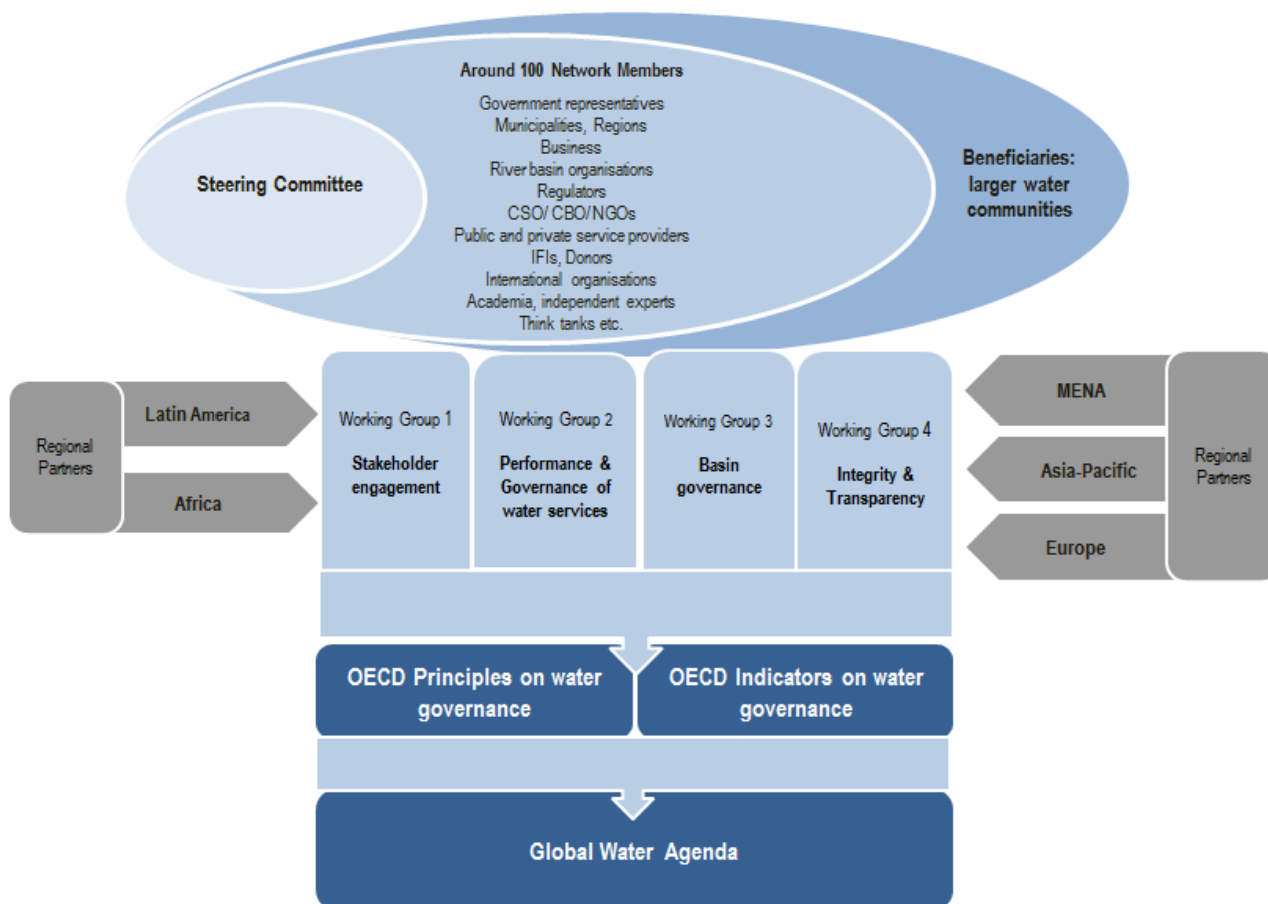 Around 100 Network Members
Government representatives
Municipalities, Regions
Business
River basin organisations
Regulators
CSO/ CBO/NGOs
Public and private service providers
IFIs, Donors
International organisations
Academia, independent experts
Think tanks etc.
Steering Committee
Beneficiaries:
larger water
communities
Regional
Partners
Latin America
Africa
Working Group 1
Stakeholder
engagement
Working Group 2
Performance &
Governance of
water services
Working Group 3
Basin
governance
Working Group 4
Integrity &
Transparency
MENA
Asia-Pacific
Europe
Regional
Partners
OECD Principles on water
governance
OECD Indicators on water
governance
Global Water Agenda